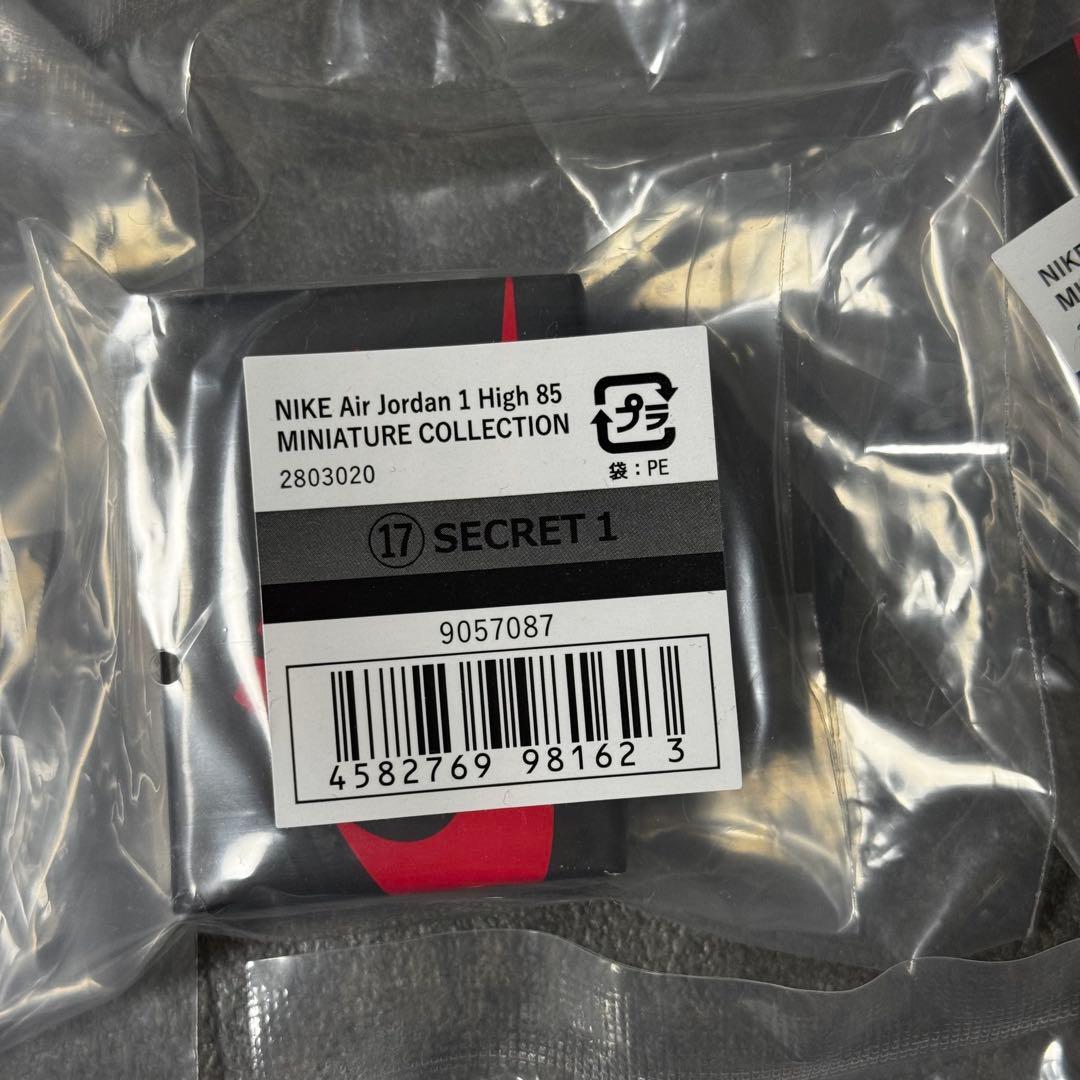 NIKE Air Jordan 1 High 85
MINIATURE COLLECTION
2803020
プラ
袋：PE
⑰ SECRET 1
9057087
4582769 98162 3
NIKE